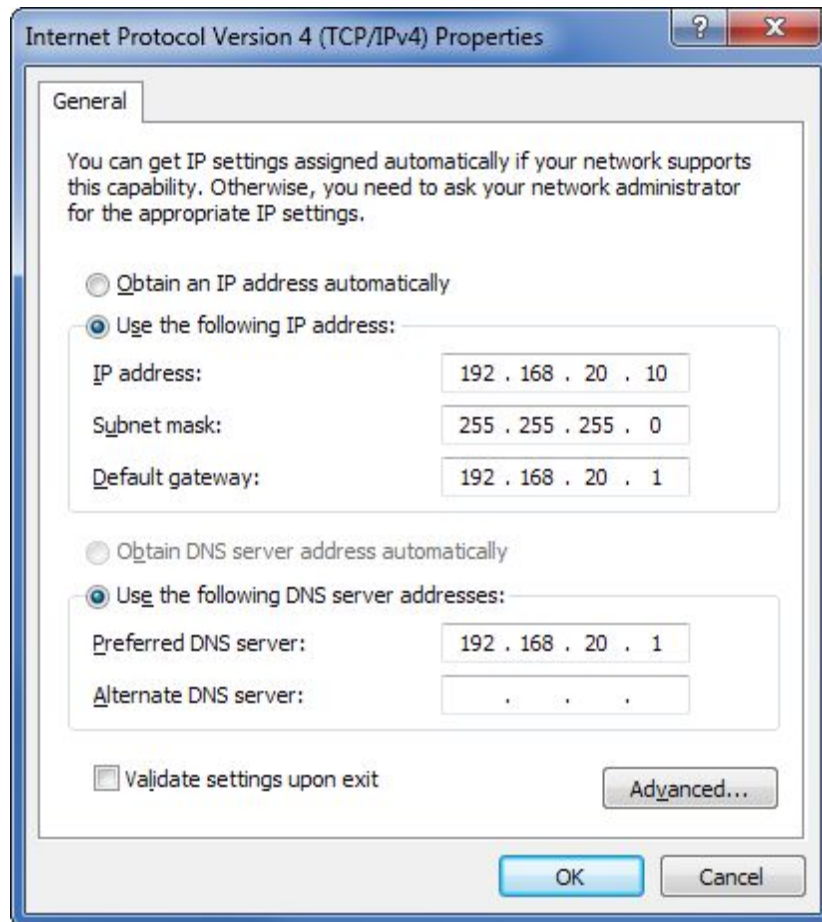 Internet Protocol Version 4 (TCP/IPv4) Properties
?
X
General
You can get IP settings assigned automatically if your network supports
this capability. Otherwise, you need to ask your network administrator
for the appropriate IP settings.
Obtain an IP address automatically
Use the following IP address:
IP address: 192 . 168 . 20 . 10
Subnet mask: 255 . 255 . 255 . 0
Default gateway: 192 . 168 . 20 . 1
Obtain DNS server address automatically
Use the following DNS server addresses:
Preferred DNS server: 192 . 168 . 20 . 1
Alternate DNS server: . . .
Validate settings upon exit
Advanced...
OK Cancel